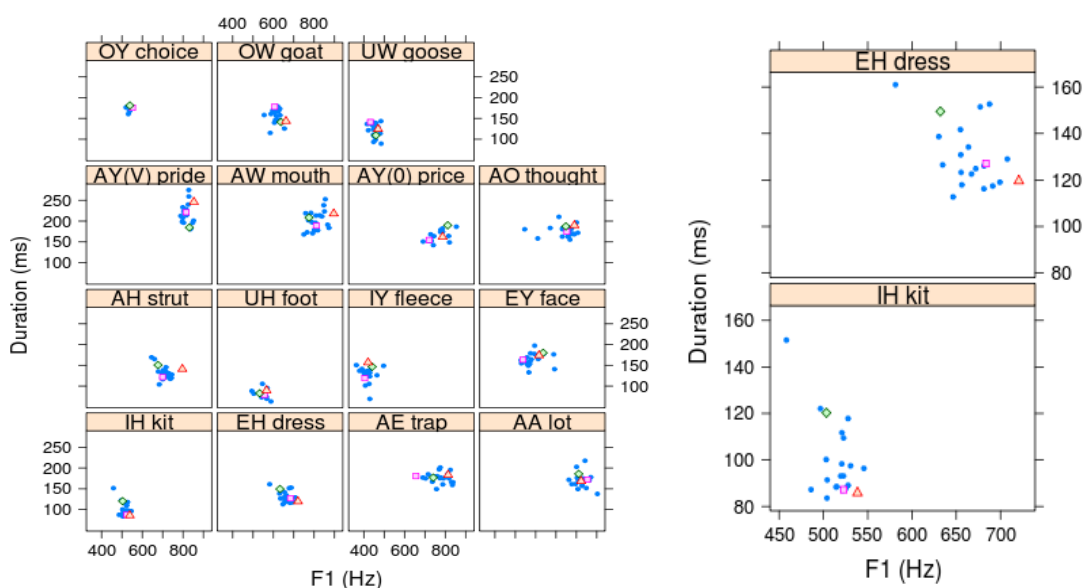 400 600 800
OY choice OW goat UW goose
250
200
150
100
AY(V) pride AW mouth AY(0) price AO thought
250
200
150
100
AH strut UH foot IY fleece EY face
250
200
150
100
IH kit EH dress AE trap AA lot
250
200
150
100
400 600 800 400 600 800
F1 (Hz)
Duration (ms)
EH dress
160
140
120
100
80
IH kit
160
140
120
100
80
450 500 550 600 650 700
F1 (Hz)
Duration (ms)